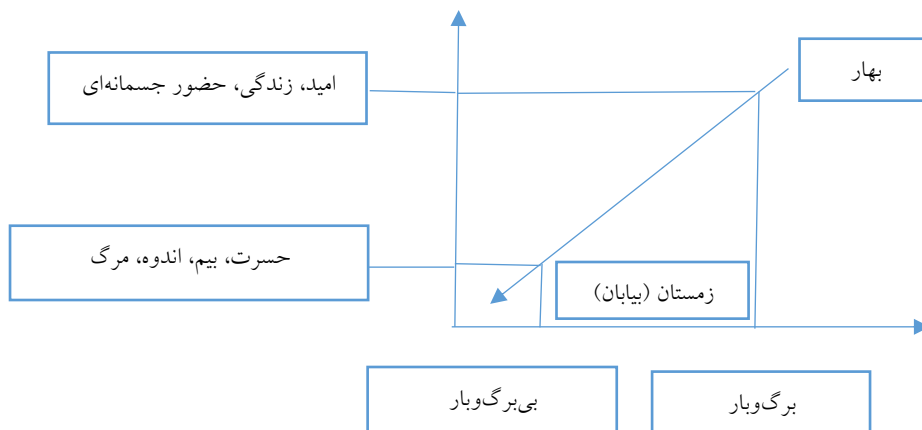 بهار
امید، زندگی، حضور جسمانه‌ای
حسرت، بیم، اندوه، مرگ
زمستان (بیابان)
برگ‌وبار
بی‌برگ‌وبار